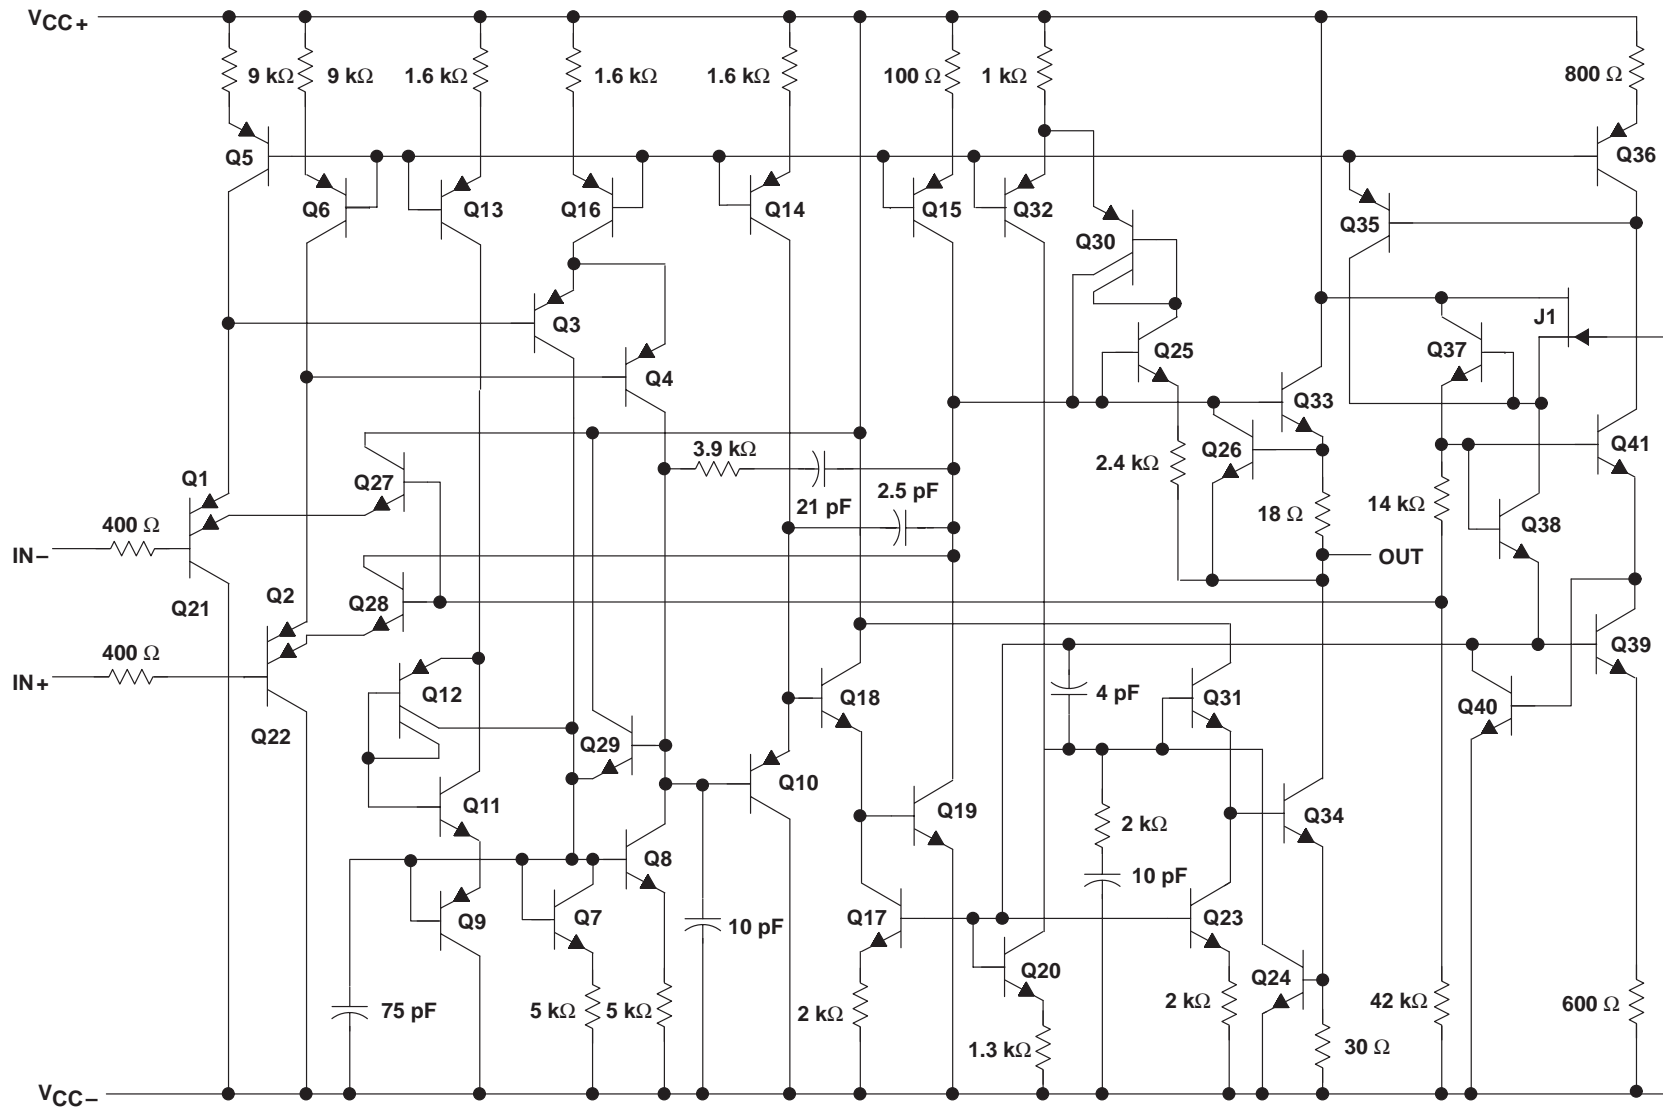 VCC+
9 kΩ
9 kΩ
1.6 kΩ
1.6 kΩ
1.6 kΩ
100 Ω
1 kΩ
800 Ω
Q5
Q36
Q6
Q13
Q16
Q14
Q15
Q32
Q35
Q30
Q3
J1
Q25
Q37
Q4
Q33
3.9 kΩ
Q26
2.4 kΩ
Q41
Q1
Q27
2.5 pF
21 pF
18 Ω
14 kΩ
Q38
400 Ω
IN−
OUT
Q21
Q2
Q28
400 Ω
Q39
IN+
Q12
Q18
4 pF
Q31
Q40
Q22
Q29
Q10
Q11
Q19
2 kΩ
Q34
Q8
10 pF
Q9
Q7
10 pF
Q17
Q23
Q20
Q24
75 pF
5 kΩ
5 kΩ
2 kΩ
2 kΩ
42 kΩ
600 Ω
1.3 kΩ
30 Ω
VCC−